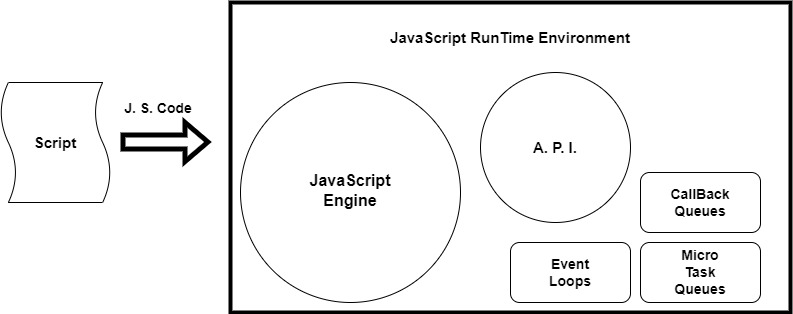 JavaScript RunTime Environment
J. S. Code
Script
JavaScript
Engine
A. P. I.
CallBack
Queues
Event
Loops
Micro
Task
Queues